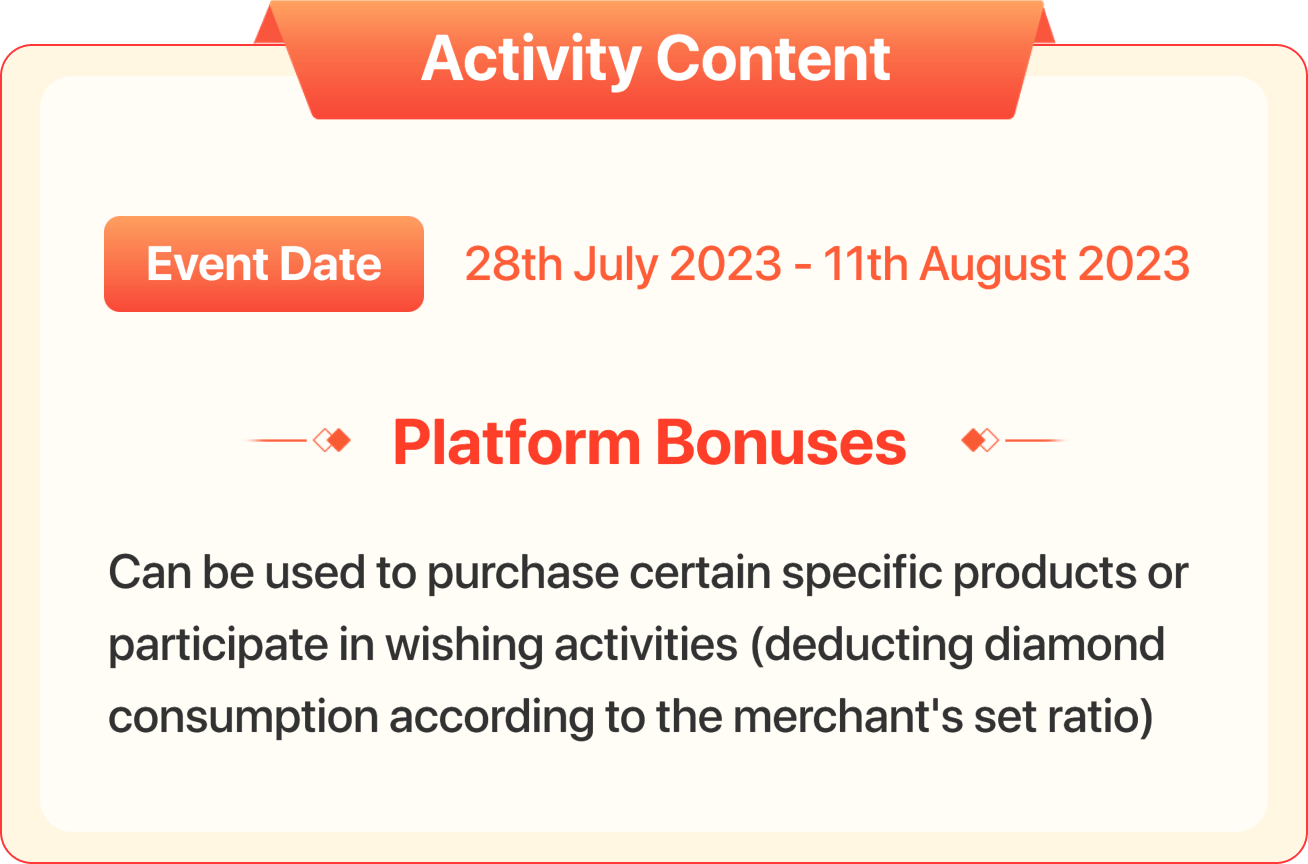 Activity Content
Event Date
28th July 2023 - 11th August 2023
Platform Bonuses
Can be used to purchase certain specific products or
participate in wishing activities (deducting diamond
consumption according to the merchant's set ratio)